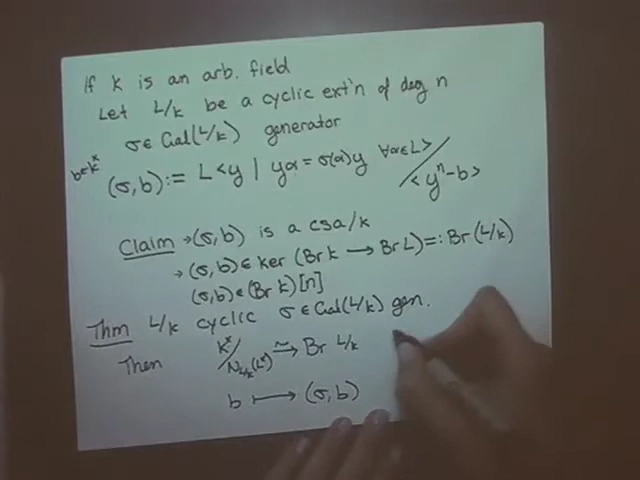 If k is an arb. field
Let L/k be a cyclic ext'n of deg n
σ∈ Gal(L/k) generator
b∈k^x (σ,b) := L<y | yα = σ(α)y ∀α∈L> / <y^n-b>
Claim → (σ,b) is a csa/k
→ (σ,b) ∈ ker (Br k → Br L) =: Br(L/k)
(σ,b) ∈ (Br k)[n]
Thm L/k cyclic σ∈Gal(L/k) gen.
Then k^x/N_{L/k}(L^x) ⥲ Br L/k
b ↦ (σ,b)